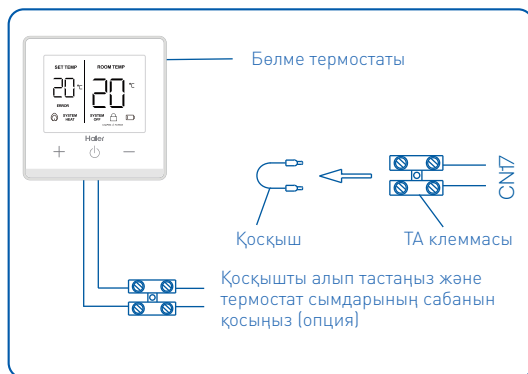 Бөлме термостаты
SET TEMP
ROOM TEMP
20 °C
20 °C
ERROR
SYSTEM
HEAT
SYSTEM
OFF
Haier
CN17
Қосқыш
ТА клеммасы
Қосқышты алып тастаңыз және
термостат сымдарының сабанын
қосыңыз (опция)